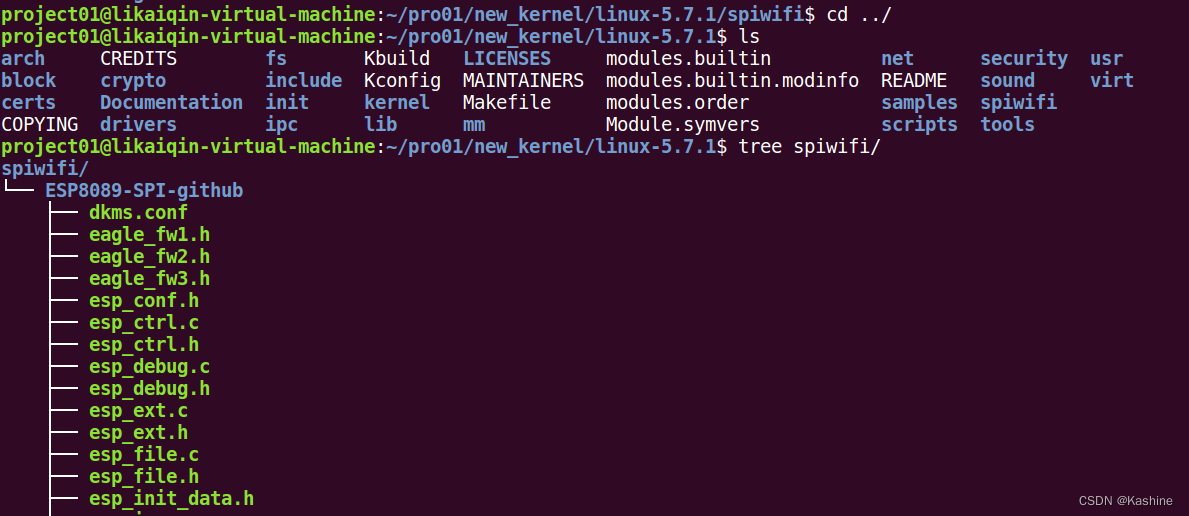 project01@likaiqin-virtual-machine:~/pro01/new_kernel/linux-5.7.1/spiwifi$ cd ../
project01@likaiqin-virtual-machine:~/pro01/new_kernel/linux-5.7.1$ ls
arch CREDITS fs Kbuild LICENSES modules.builtin net security usr
block crypto include Kconfig MAINTAINERS modules.builtin.modinfo README sound virt
certs Documentation init kernel Makefile modules.order samples spiwifi
COPYING drivers ipc lib mm Module.symvers scripts tools
project01@likaiqin-virtual-machine:~/pro01/new_kernel/linux-5.7.1$ tree spiwifi/
spiwifi/
└── ESP8089-SPI-github
├── dkms.conf
├── eagle_fw1.h
├── eagle_fw2.h
├── eagle_fw3.h
├── esp_conf.h
├── esp_ctrl.c
├── esp_ctrl.h
├── esp_debug.c
├── esp_debug.h
├── esp_ext.c
├── esp_ext.h
├── esp_file.c
├── esp_file.h
├── esp_init_data.h
CSDN @Kashine